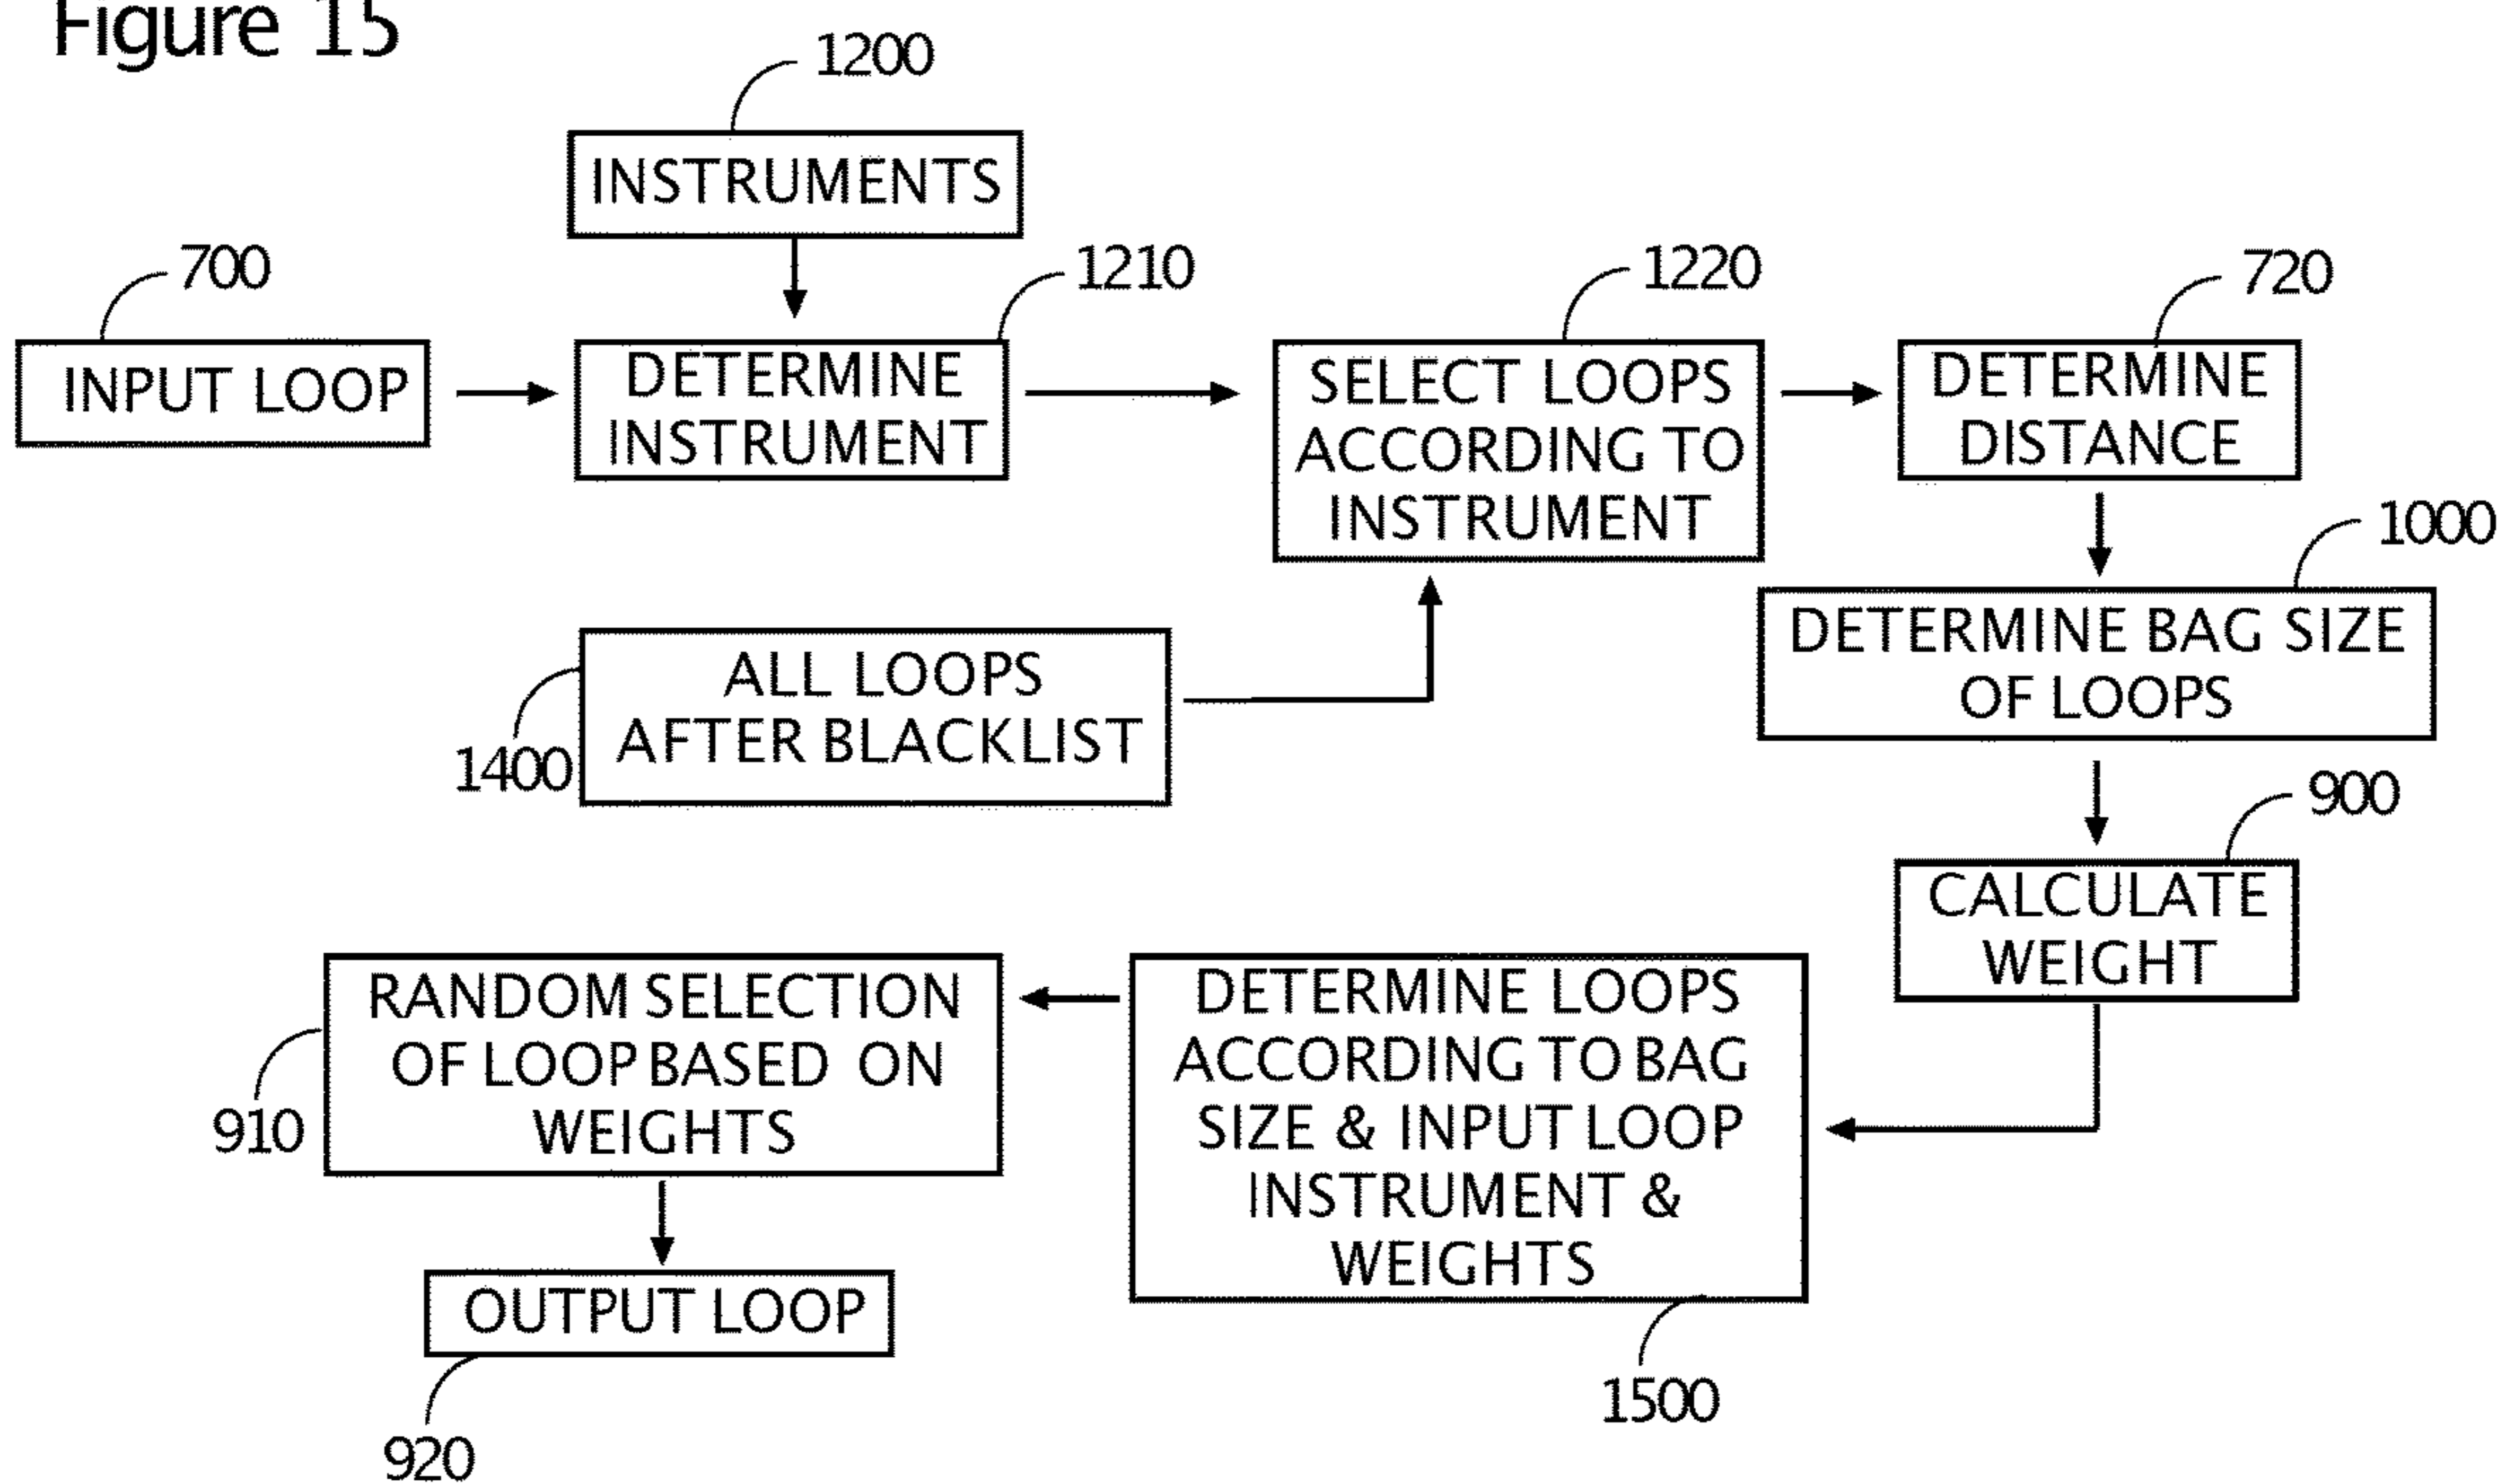 Figure 15
1200
INSTRUMENTS
700
INPUT LOOP
1210
DETERMINE
INSTRUMENT
1220
SELECT LOOPS
ACCORDING TO
INSTRUMENT
720
DETERMINE
DISTANCE
1000
DETERMINE BAG SIZE
OF LOOPS
ALL LOOPS
AFTER BLACKLIST
1400
900
CALCULATE
WEIGHT
DETERMINE LOOPS
ACCORDING TO BAG
SIZE & INPUT LOOP
INSTRUMENT &
WEIGHTS
1500
RANDOM SELECTION
OF LOOP BASED ON
WEIGHTS
910
OUTPUT LOOP
920